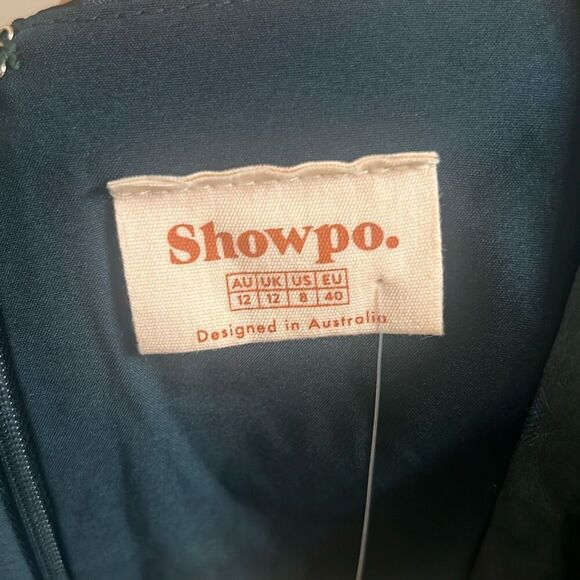 Showpo.
AU UK US EU
12 12 8 40
Designed in Australia